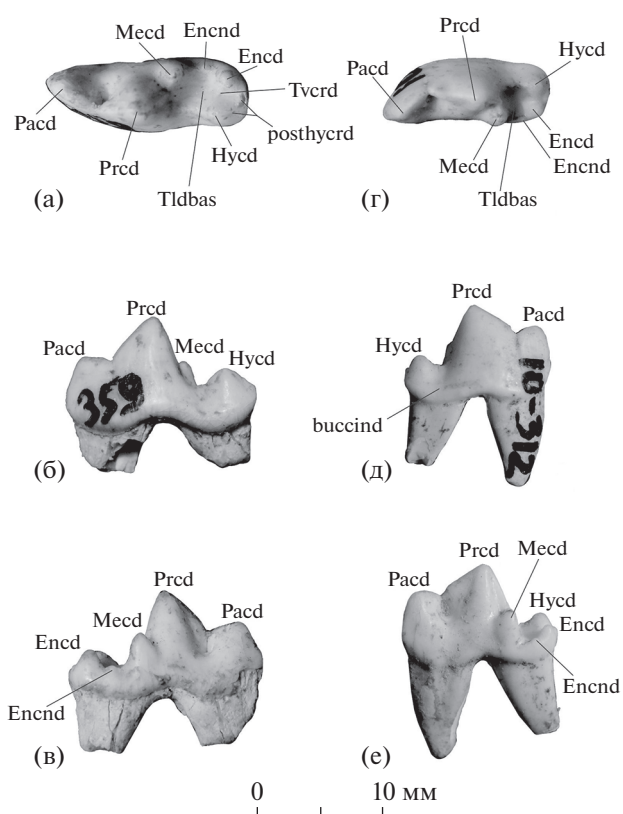 Mecd Encnd
Encd
Tvcrd
posthycrd
Hycd
Tldbas
Prcd
Pacd
(а)
Prcd
Hycd
Pacd
Encd
Encnd
Mecd
Tldbas
(г)
Prcd
Pacd
Mecd
Hycd
359
(б)
Prcd
Pacd
Hycd
buccind
10-312
(д)
Prcd
Mecd
Pacd
Encd
Encnd
(в)
Prcd
Mecd
Pacd
Hycd
Encd
Encnd
(е)
0 10 мм